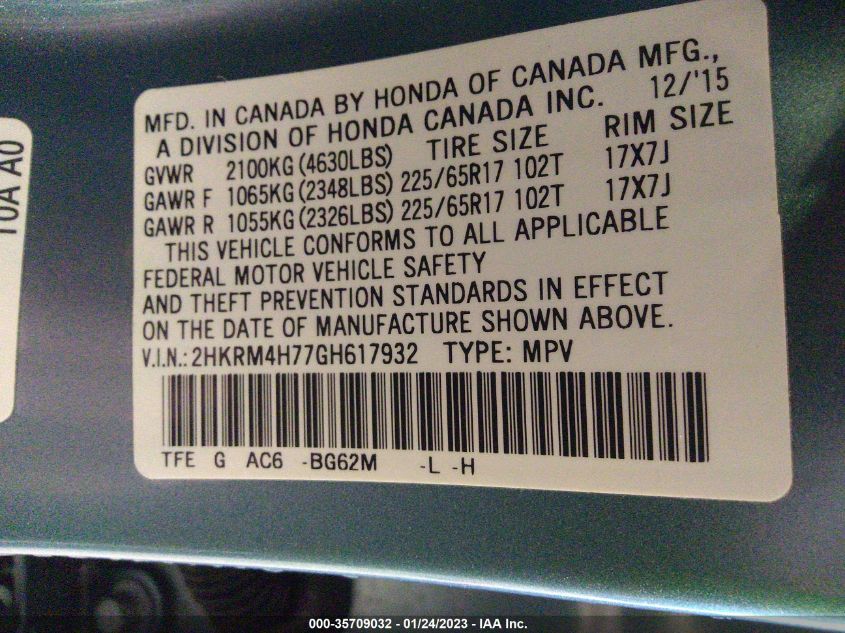 MFD. IN CANADA BY HONDA OF CANADA MFG.,
A DIVISION OF HONDA CANADA INC. 12/'15
TIRE SIZE RIM SIZE
GVWR 2100KG(4630LBS)
GAWR F 1065KG(2348LBS) 225/65R17 102T 17X7J
GAWR R 1055KG(2326LBS) 225/65R17 102T 17X7J
THIS VEHICLE CONFORMS TO ALL APPLICABLE
FEDERAL MOTOR VEHICLE SAFETY
AND THEFT PREVENTION STANDARDS IN EFFECT
ON THE DATE OF MANUFACTURE SHOWN ABOVE.
V.I.N.: 2HKRM4H77GH617932 TYPE: MPV
TFE G AC6 -BG62M -L -H
TOA A0
000-35709032 - 01/24/2023 - IAA Inc.